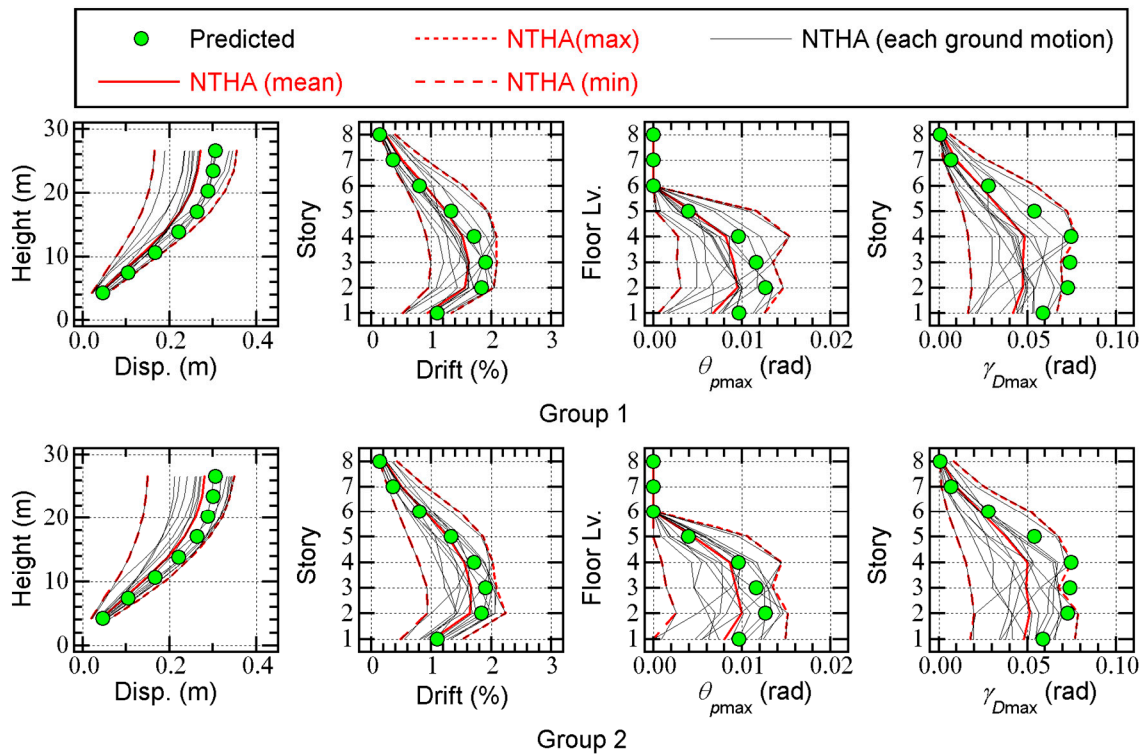 Predicted NTHA(max) NTHA (each ground motion)
NTHA (mean) NTHA (min)
Height (m)
30
20
10
0
0.0 0.2 0.4
Disp. (m)
Story
8
7
6
5
4
3
2
1
0 1 2 3
Drift (%)
Floor Lv.
8
7
6
5
4
3
2
1
0.00 0.01 0.02
θpmax (rad)
Story
8
7
6
5
4
3
2
1
0.00 0.05 0.10
γDmax (rad)
Group 1
Height (m)
30
20
10
0
0.0 0.2 0.4
Disp. (m)
Story
8
7
6
5
4
3
2
1
0 1 2 3
Drift (%)
Floor Lv.
8
7
6
5
4
3
2
1
0.00 0.01 0.02
θpmax (rad)
Story
8
7
6
5
4
3
2
1
0.00 0.05 0.10
γDmax (rad)
Group 2